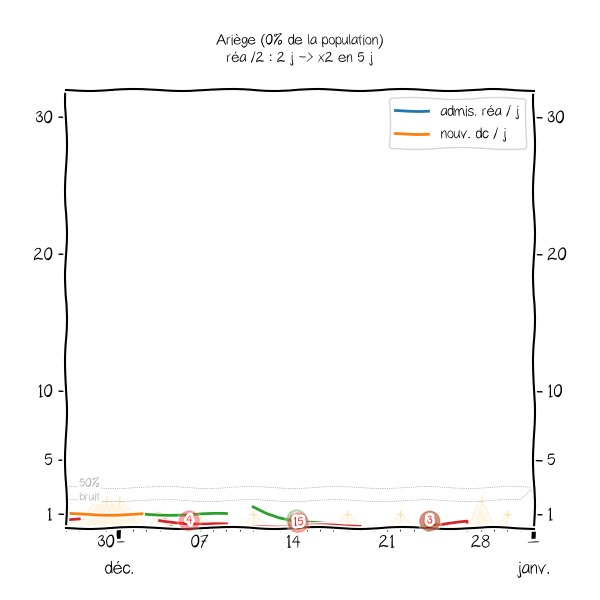 Ariège (0% de la population)
réa /2 : 2 j -> x2 en 5 j
admis. réa / j
nouv. dc / j
30
30
20
20
10
10
5
5
50%
bruit
1
1
4
15
3
30
07
14
21
28
déc.
janv.